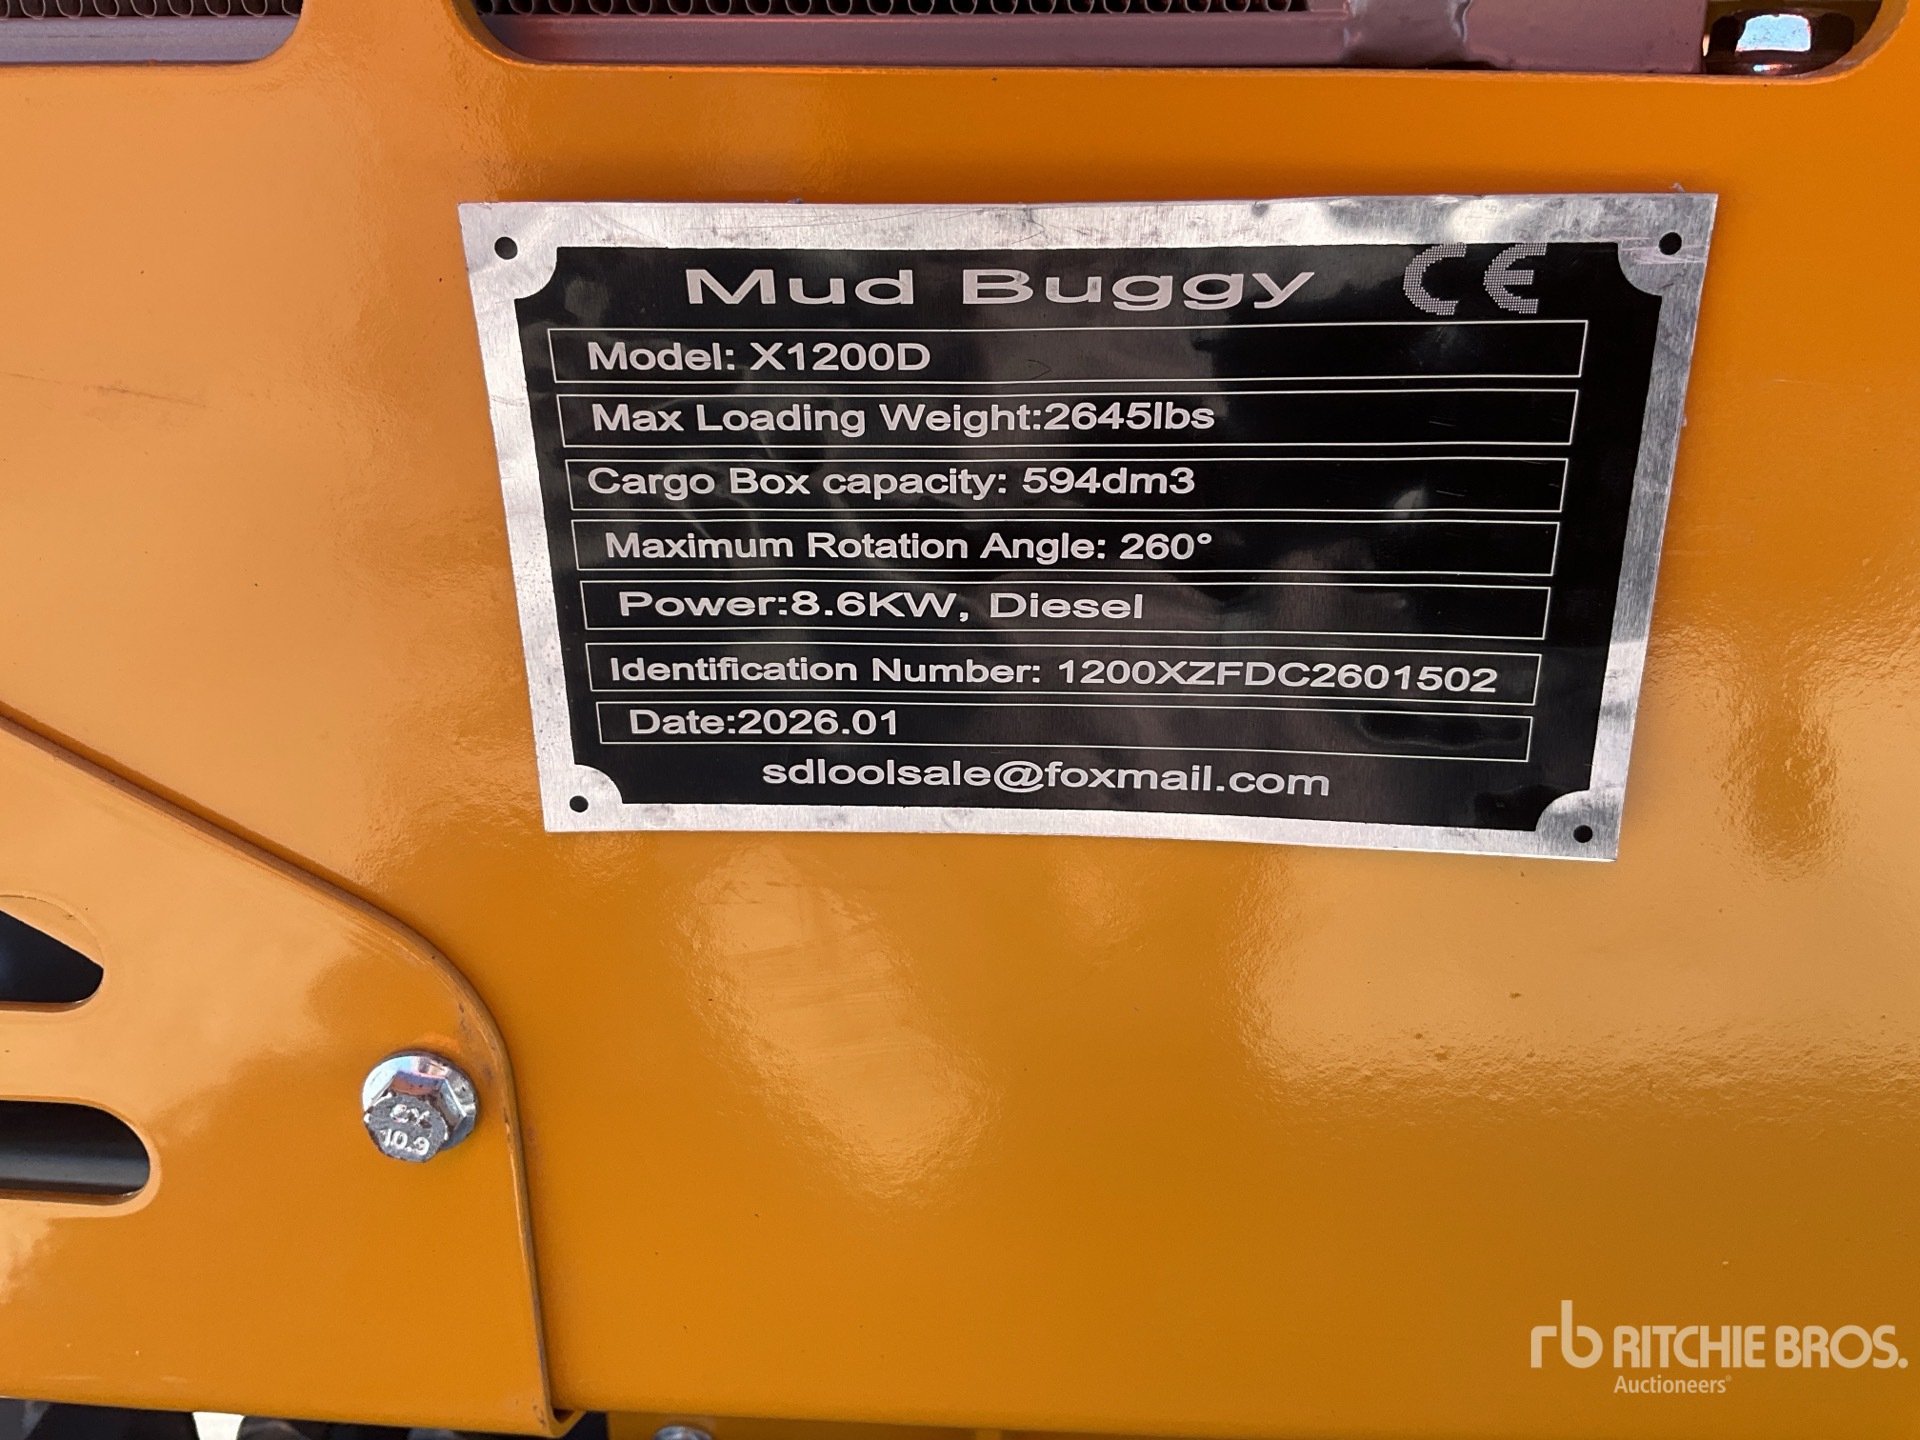 Mud Buggy CE
Model: X1200D
Max Loading Weight:2645lbs
Cargo Box capacity: 594dm3
Maximum Rotation Angle: 260°
Power:8.6KW, Diesel
Identification Number: 1200XZFDC2601502
Date:2026.01
sdloolsale@foxmail.com
10.9
rb RITCHIE BROS.
Auctioneers